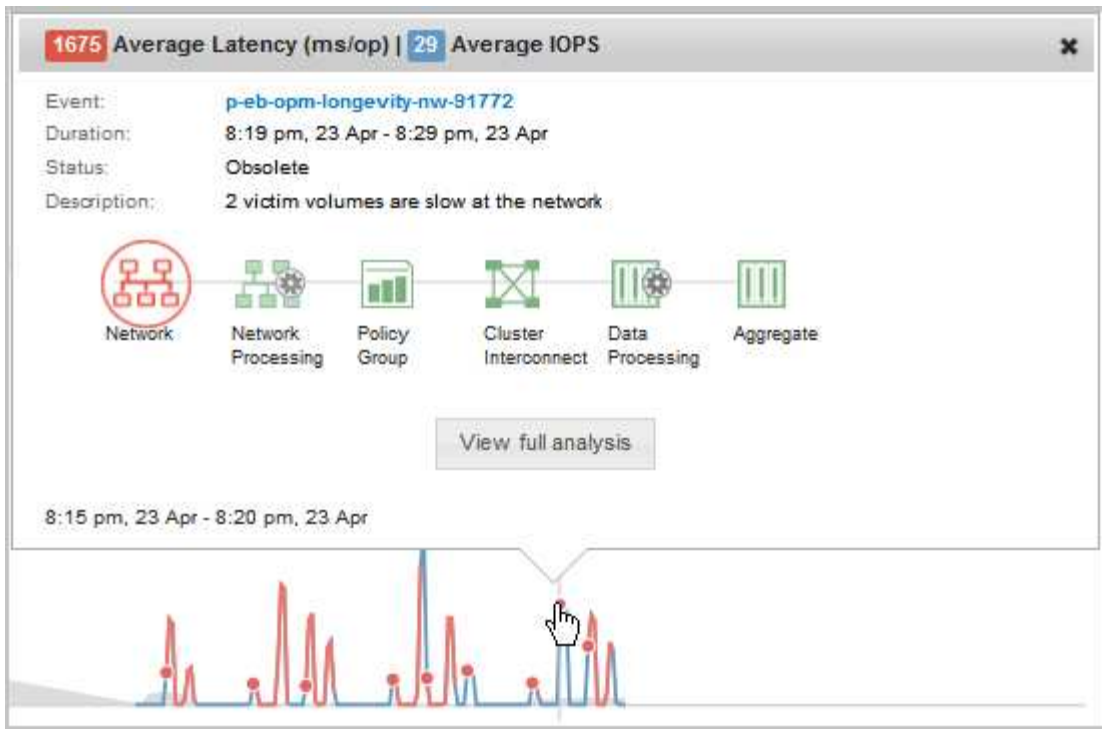 1675 Average Latency (ms/op) | 29 Average IOPS
Event: p-eb-opm-longevity-nw-91772
Duration: 8:19 pm, 23 Apr - 8:29 pm, 23 Apr
Status: Obsolete
Description: 2 victim volumes are slow at the network
Network Network Policy Cluster Data Aggregate
Processing Group Interconnect Processing
View full analysis
8:15 pm, 23 Apr - 8:20 pm, 23 Apr